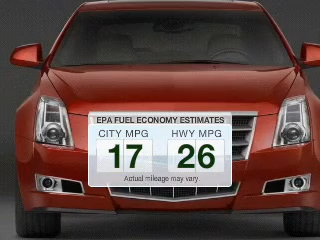 EPA FUEL ECONOMY ESTIMATES
CITY MPG HWY MPG
17 26
Actual mileage may vary.